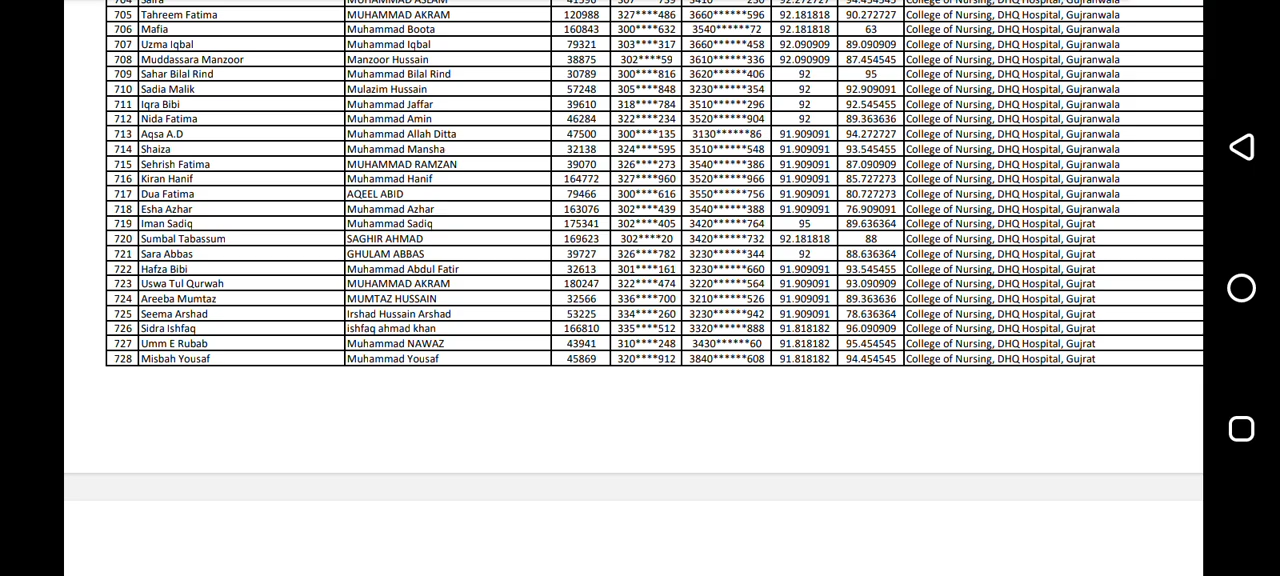 705 Tahreem Fatima MUHAMMAD AKRAM 120988 327****486 3660******596 92.181818 90.272727 College of Nursing, DHQ Hospital, Gujranwala
706 Mafia Muhammad Boota 160843 300****632 3540******72 92.181818 63 College of Nursing, DHQ Hospital, Gujranwala
707 Uzma Iqbal Muhammad Iqbal 79321 303****317 3660******458 92.090909 89.090909 College of Nursing, DHQ Hospital, Gujranwala
708 Muddassara Manzoor Manzoor Hussain 38875 302****59 3610******336 92.090909 87.454545 College of Nursing, DHQ Hospital, Gujranwala
709 Sahar Bilal Rind Muhammad Bilal Rind 30789 300****816 3620******406 92 95 College of Nursing, DHQ Hospital, Gujranwala
710 Sadia Malik Mulazim Hussain 57248 305****848 3230******354 92 92.909091 College of Nursing, DHQ Hospital, Gujranwala
711 Iqra Bibi Muhammad Jaffar 39610 318****784 3510******296 92 92.545455 College of Nursing, DHQ Hospital, Gujranwala
712 Nida Fatima Muhammad Amin 46284 322****234 3520******904 92 89.363636 College of Nursing, DHQ Hospital, Gujranwala
713 Aqsa A.D Muhammad Allah Ditta 47500 300****135 3130******86 91.909091 94.272727 College of Nursing, DHQ Hospital, Gujranwala
714 Shaiza Muhammad Mansha 32138 324****595 3510******548 91.909091 93.545455 College of Nursing, DHQ Hospital, Gujranwala
715 Sehrish Fatima MUHAMMAD RAMZAN 39070 326****273 3540******386 91.909091 87.090909 College of Nursing, DHQ Hospital, Gujranwala
716 Kiran Hanif Muhammad Hanif 164772 327****960 3520******966 91.909091 85.727273 College of Nursing, DHQ Hospital, Gujranwala
717 Dua Fatima AQEEL ABID 79466 300****616 3550******756 91.909091 80.727273 College of Nursing, DHQ Hospital, Gujranwala
718 Esha Azhar Muhammad Azhar 163076 302****439 3540******388 91.909091 76.909091 College of Nursing, DHQ Hospital, Gujranwala
719 Iman Sadiq Muhammad Sadiq 175341 302****405 3420******764 95 89.636364 College of Nursing, DHQ Hospital, Gujrat
720 Sumbal Tabassum SAGHIR AHMAD 169623 302****20 3420******732 92.181818 88 College of Nursing, DHQ Hospital, Gujrat
721 Sara Abbas GHULAM ABBAS 39727 326****782 3230******344 92 88.636364 College of Nursing, DHQ Hospital, Gujrat
722 Hafza Bibi Muhammad Abdul Fatir 32613 301****161 3230******660 91.909091 93.545455 College of Nursing, DHQ Hospital, Gujrat
723 Uswa Tul Qurwah MUHAMMAD AKRAM 180247 322****474 3220******564 91.909091 93.090909 College of Nursing, DHQ Hospital, Gujrat
724 Areeba Mumtaz MUMTAZ HUSSAIN 32566 336****700 3210******526 91.909091 89.363636 College of Nursing, DHQ Hospital, Gujrat
725 Seema Arshad Irshad Hussain Arshad 53225 334****260 3230******942 91.909091 78.636364 College of Nursing, DHQ Hospital, Gujrat
726 Sidra Ishfaq ishfaq ahmad khan 166810 335****512 3320******888 91.818182 96.090909 College of Nursing, DHQ Hospital, Gujrat
727 Umm E Rubab Muhammad NAWAZ 43941 310****248 3430******60 91.818182 95.454545 College of Nursing, DHQ Hospital, Gujrat
728 Misbah Yousaf Muhammad Yousaf 45869 320****912 3840******608 91.818182 94.454545 College of Nursing, DHQ Hospital, Gujrat